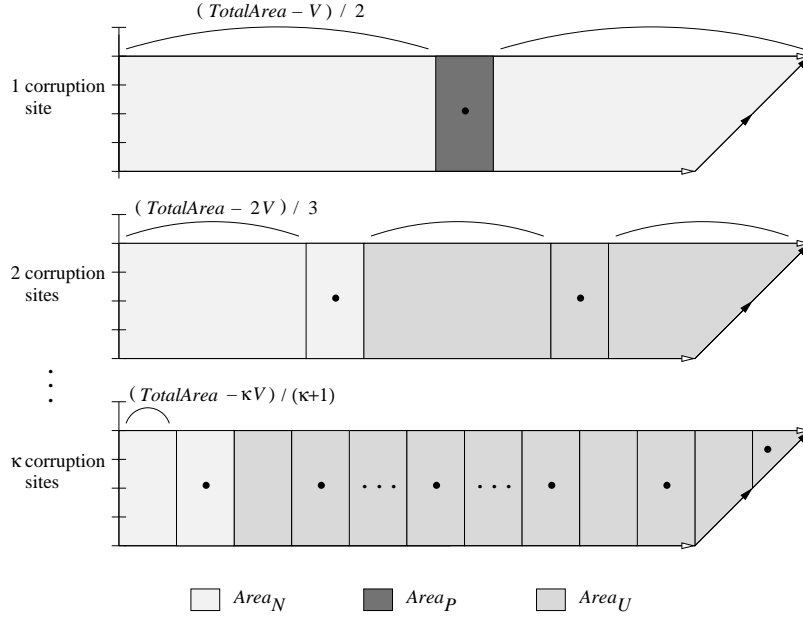 ( TotalArea – V ) / 2
1 corruption
site
( TotalArea – 2V ) / 3
2 corruption
sites
( TotalArea – κV ) / (κ+1)
κ corruption
sites
Area_N Area_P Area_U